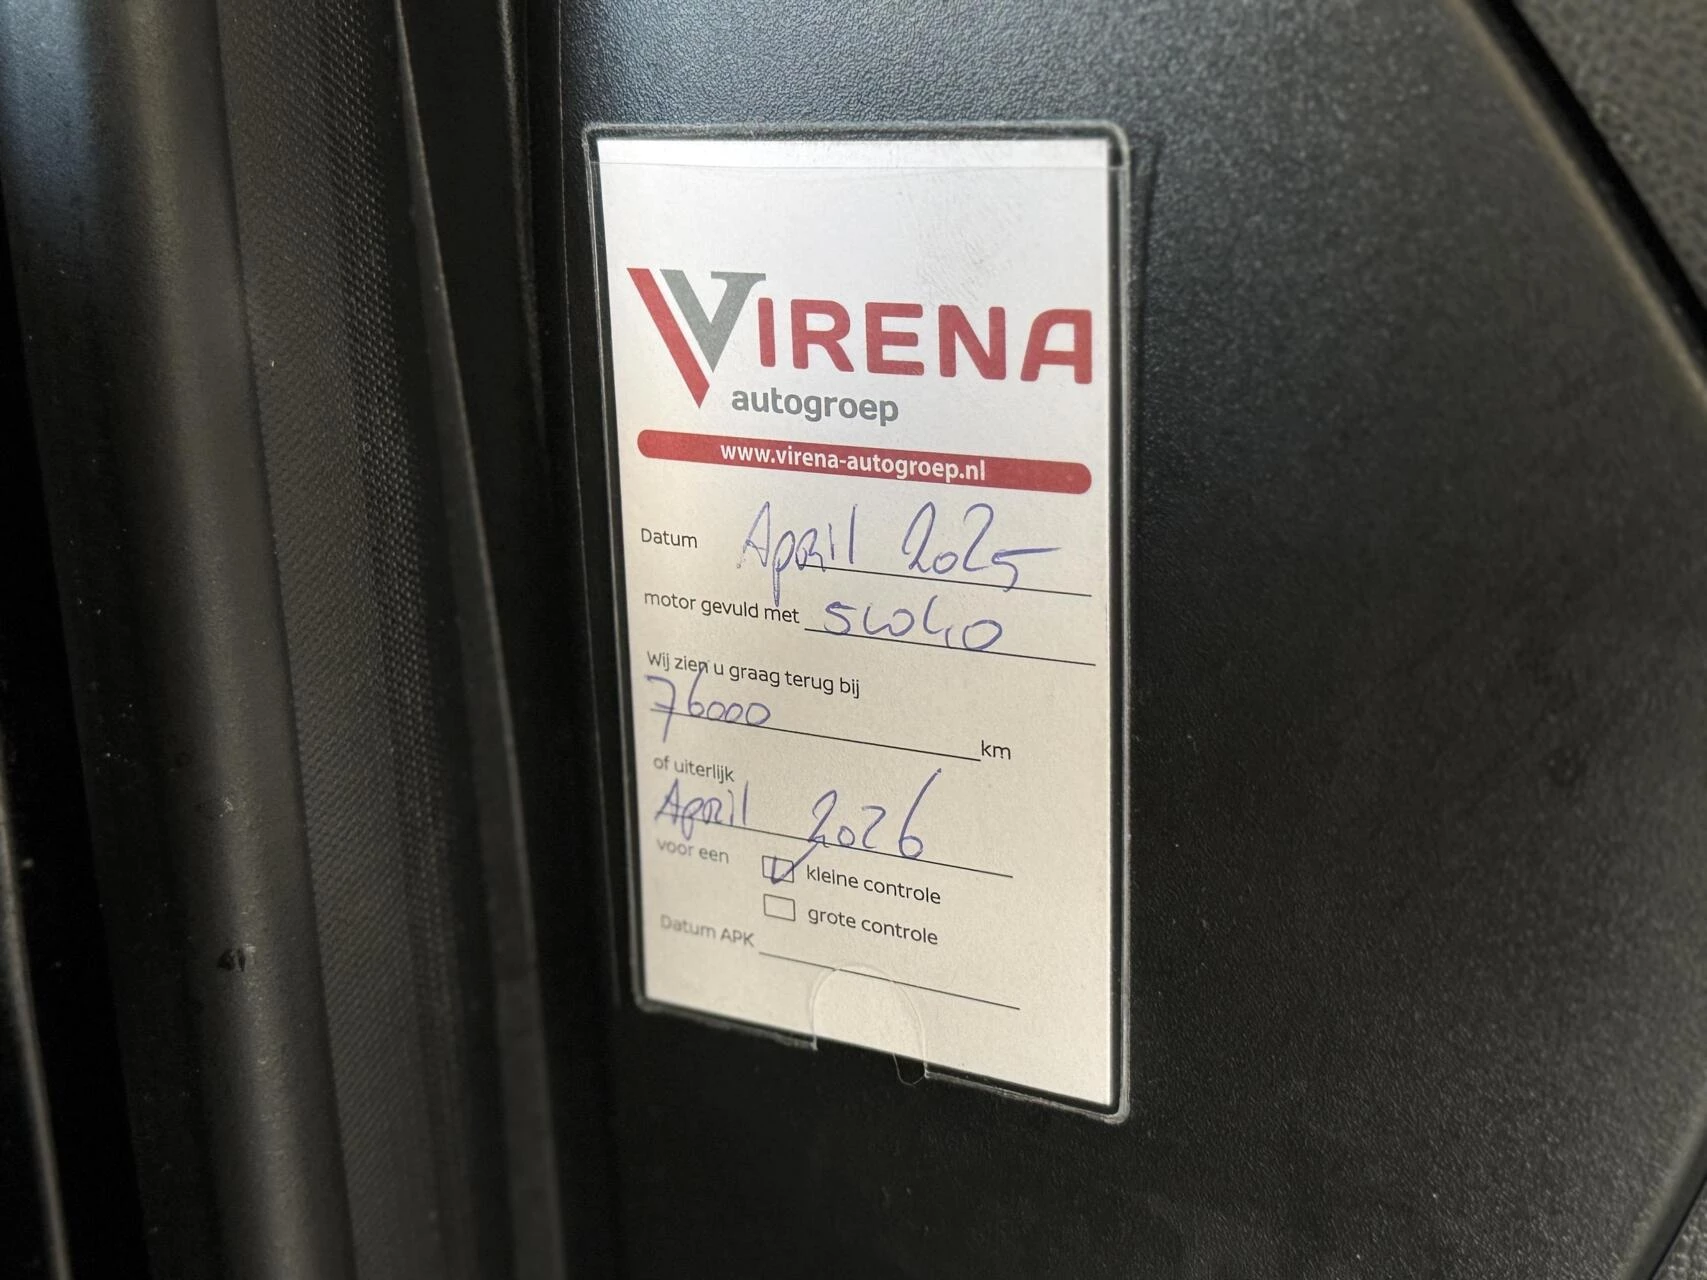 VIRENA
autogroep
www.virena-autogroep.nl
Datum April 2025
motor gevuld met 5W40
Wij zien u graag terug bij
76000 km
of uiterlijk
April 2026
voor een kleine controle
grote controle
Datum APK